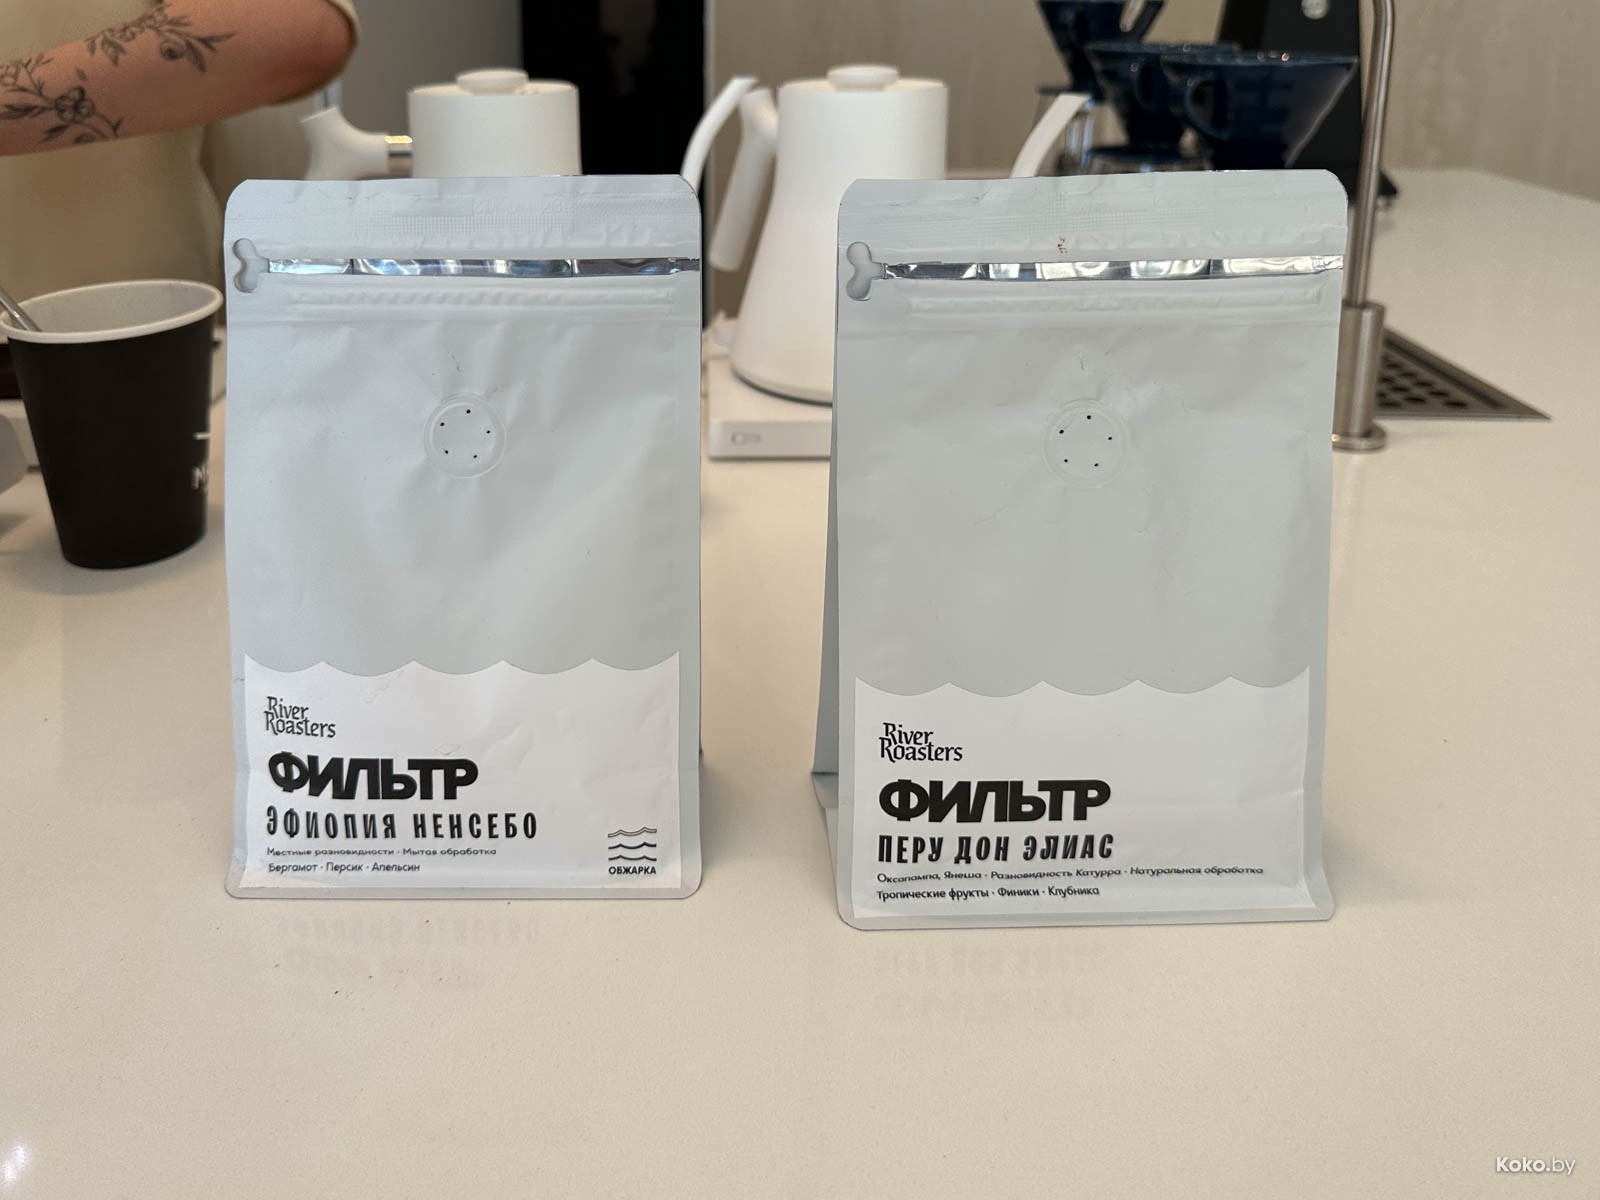 River
Roasters
ФИЛЬТР
ЭФИОПИЯ НЕНСЕБО
Местные разновидности · Мытая обработка
Бергамот · Персик · Апельсин
ОБЖАРКА
River
Roasters
ФИЛЬТР
ПЕРУ ДОН ЭЛИАС
Оксапампа, Янеша · Разновидность Катурра · Натуральная обработка
Тропические фрукты · Финики · Клубника
Koko.by